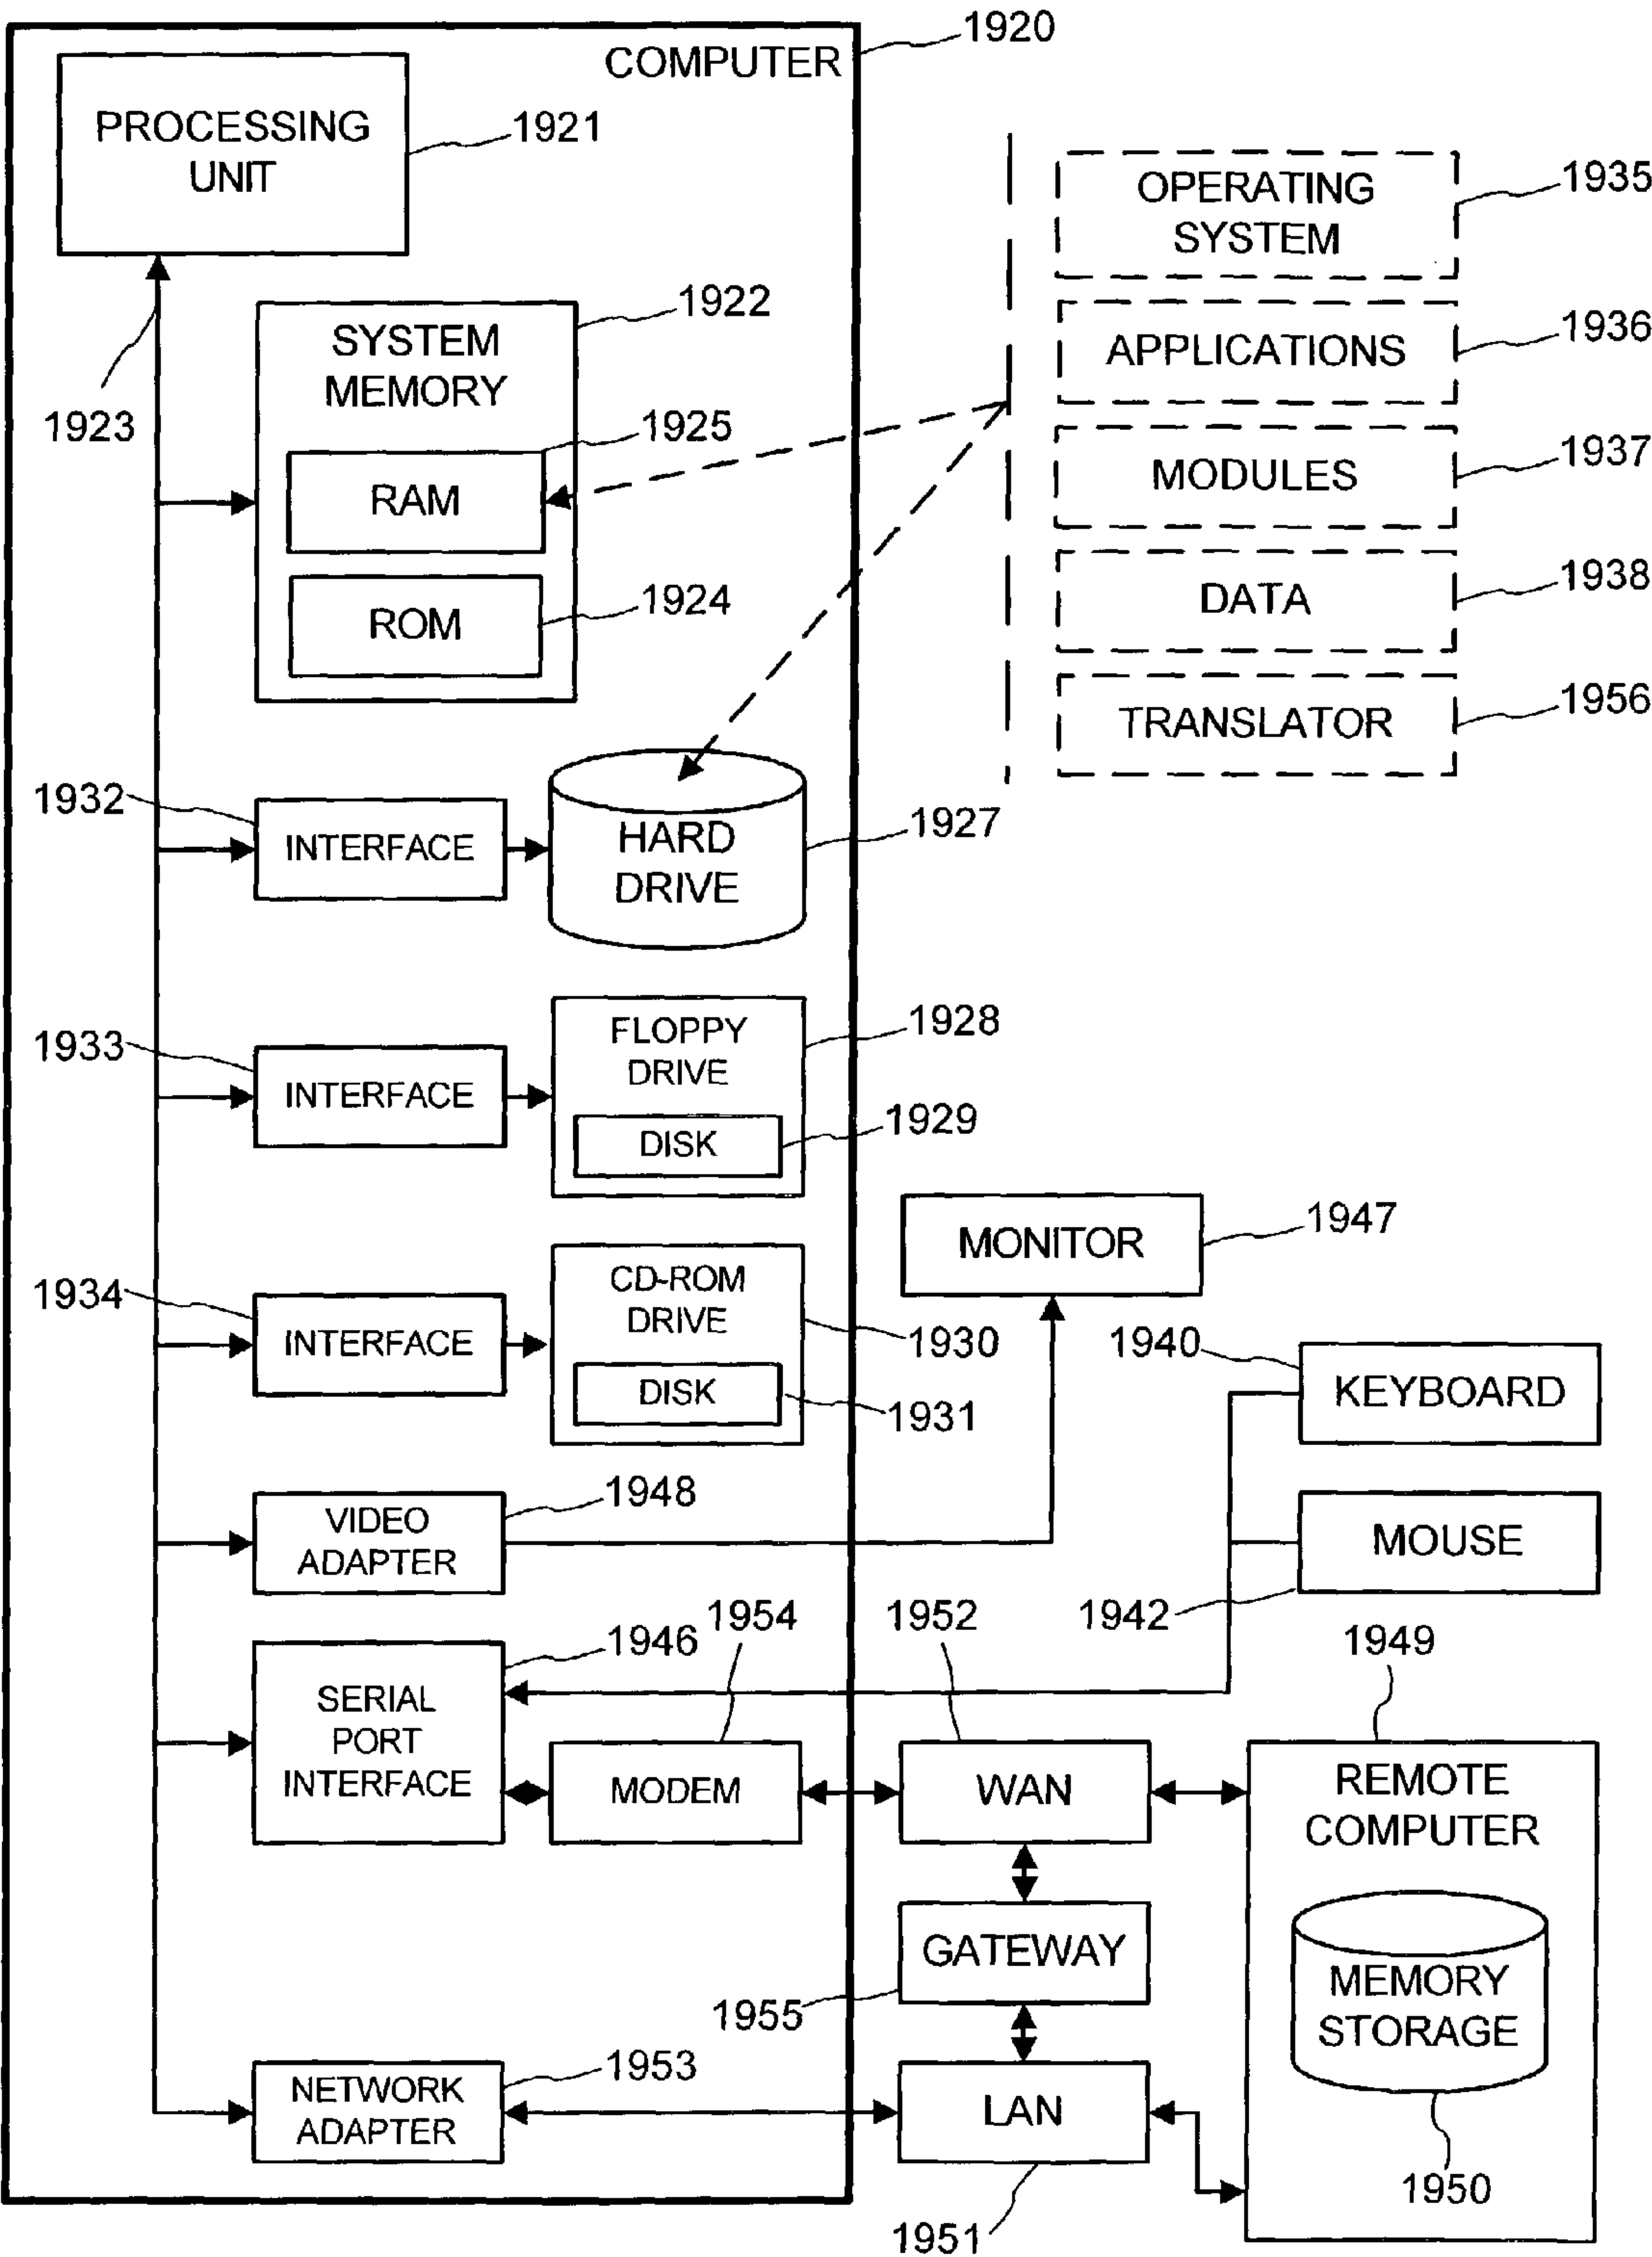 1920
COMPUTER
PROCESSING
UNIT
1921
1923
SYSTEM
MEMORY
1922
RAM
1925
ROM
1924
OPERATING
SYSTEM
1935
APPLICATIONS
1936
MODULES
1937
DATA
1938
TRANSLATOR
1956
1932
INTERFACE
HARD
DRIVE
1927
1933
INTERFACE
FLOPPY
DRIVE
1928
DISK
1929
1934
INTERFACE
CD-ROM
DRIVE
1930
DISK
1931
MONITOR
1947
1940
KEYBOARD
MOUSE
1942
VIDEO
ADAPTER
1948
1946
SERIAL
PORT
INTERFACE
1954
MODEM
1952
WAN
1949
REMOTE
COMPUTER
MEMORY
STORAGE
1950
GATEWAY
1955
NETWORK
ADAPTER
1953
LAN
1951